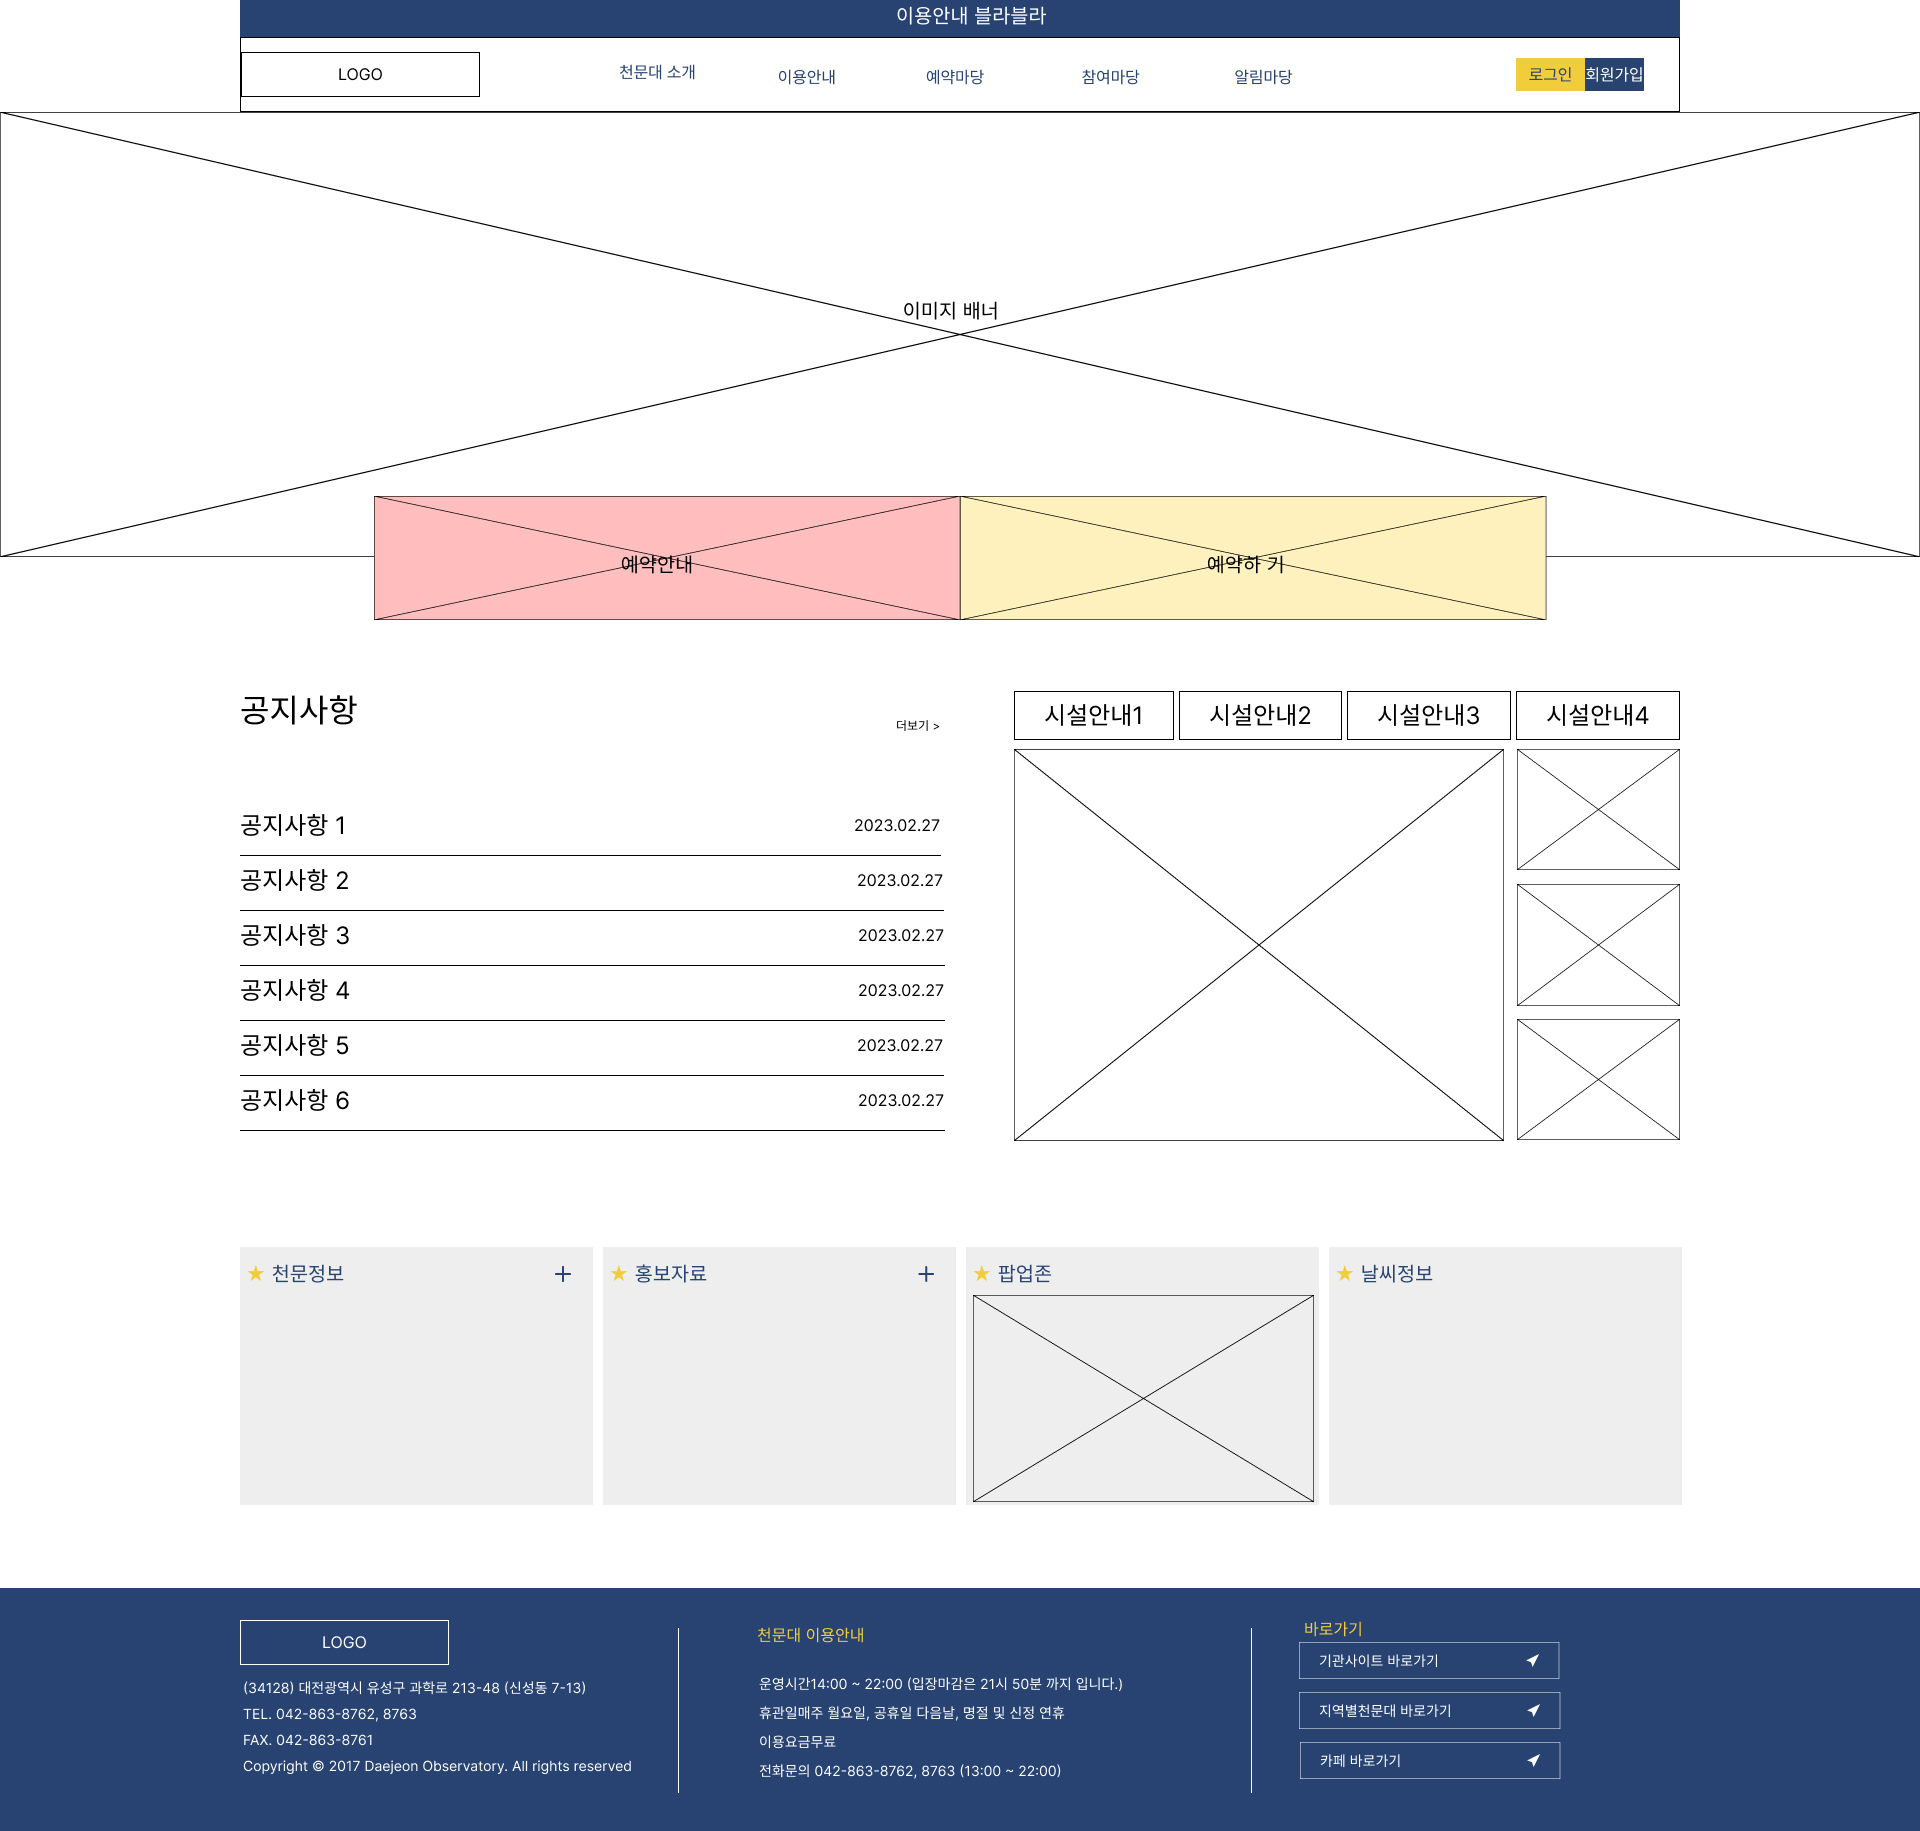 이용안내 블라블라
LOGO
천문대 소개
이용안내
예약마당
참여마당
알림마당
로그인
회원가입
이미지 배너
예약안내
예약하 기
공지사항
더보기 >
공지사항 1 2023.02.27
공지사항 2 2023.02.27
공지사항 3 2023.02.27
공지사항 4 2023.02.27
공지사항 5 2023.02.27
공지사항 6 2023.02.27
시설안내1
시설안내2
시설안내3
시설안내4
★ 천문정보 +
★ 홍보자료 +
★ 팝업존
★ 날씨정보
LOGO
(34128) 대전광역시 유성구 과학로 213-48 (신성동 7-13)
TEL. 042-863-8762, 8763
FAX. 042-863-8761
Copyright © 2017 Daejeon Observatory. All rights reserved
천문대 이용안내
운영시간14:00 ~ 22:00 (입장마감은 21시 50분 까지 입니다.)
휴관일매주 월요일, 공휴일 다음날, 명절 및 신정 연휴
이용요금무료
전화문의 042-863-8762, 8763 (13:00 ~ 22:00)
바로가기
기관사이트 바로가기
지역별천문대 바로가기
카페 바로가기